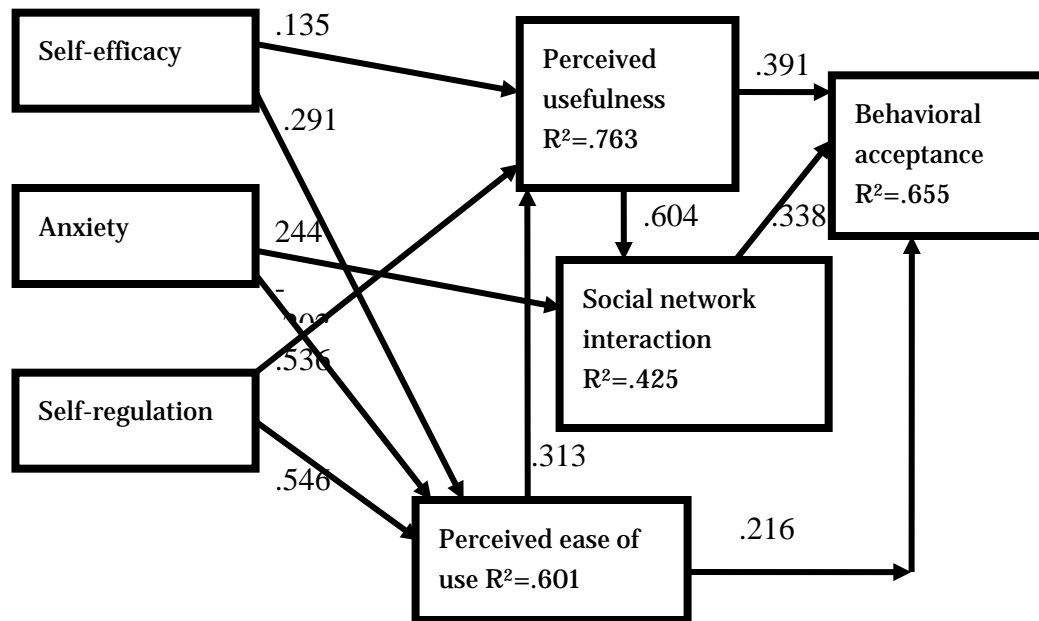 Self-efficacy
.135
.291
Anxiety
244
-
.536
Self-regulation
.546
Perceived
usefulness
R²=.763
.391
.604
.338
Behavioral
acceptance
R²=.655
Social network
interaction
R²=.425
.313
Perceived ease of
use R²=.601
.216